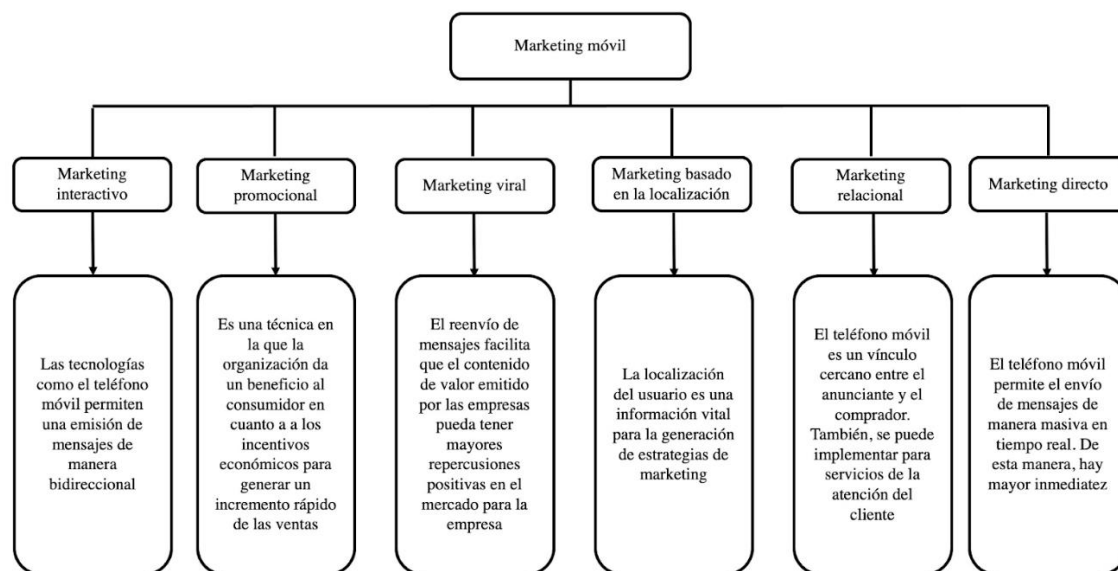 Marketing móvil
Marketing
interactivo
Marketing
promocional
Marketing viral
Marketing basado
en la localización
Marketing
relacional
Marketing directo
Las tecnologías
como el teléfono
móvil permiten
una emisión de
mensajes de
manera
bidireccional
Es una técnica en
la que la
organización da
un beneficio al
consumidor en
cuanto a a los
incentivos
económicos para
generar un
incremento rápido
de las ventas
El reenvío de
mensajes facilita
que el contenido
de valor emitido
por las empresas
pueda tener
mayores
repercusiones
positivas en el
mercado para la
empresa
La localización
del usuario es una
información vital
para la generación
de estrategias de
marketing
El teléfono móvil
es un vínculo
cercano entre el
anunciante y el
comprador.
También, se puede
implementar para
servicios de la
atención del
cliente
El teléfono móvil
permite el envío
de mensajes de
manera masiva en
tiempo real. De
esta manera, hay
mayor inmediatez